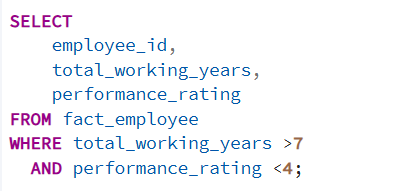 SELECT
    employee_id,
    total_working_years,
    performance_rating
FROM fact_employee
WHERE total_working_years >7
  AND performance_rating <4;